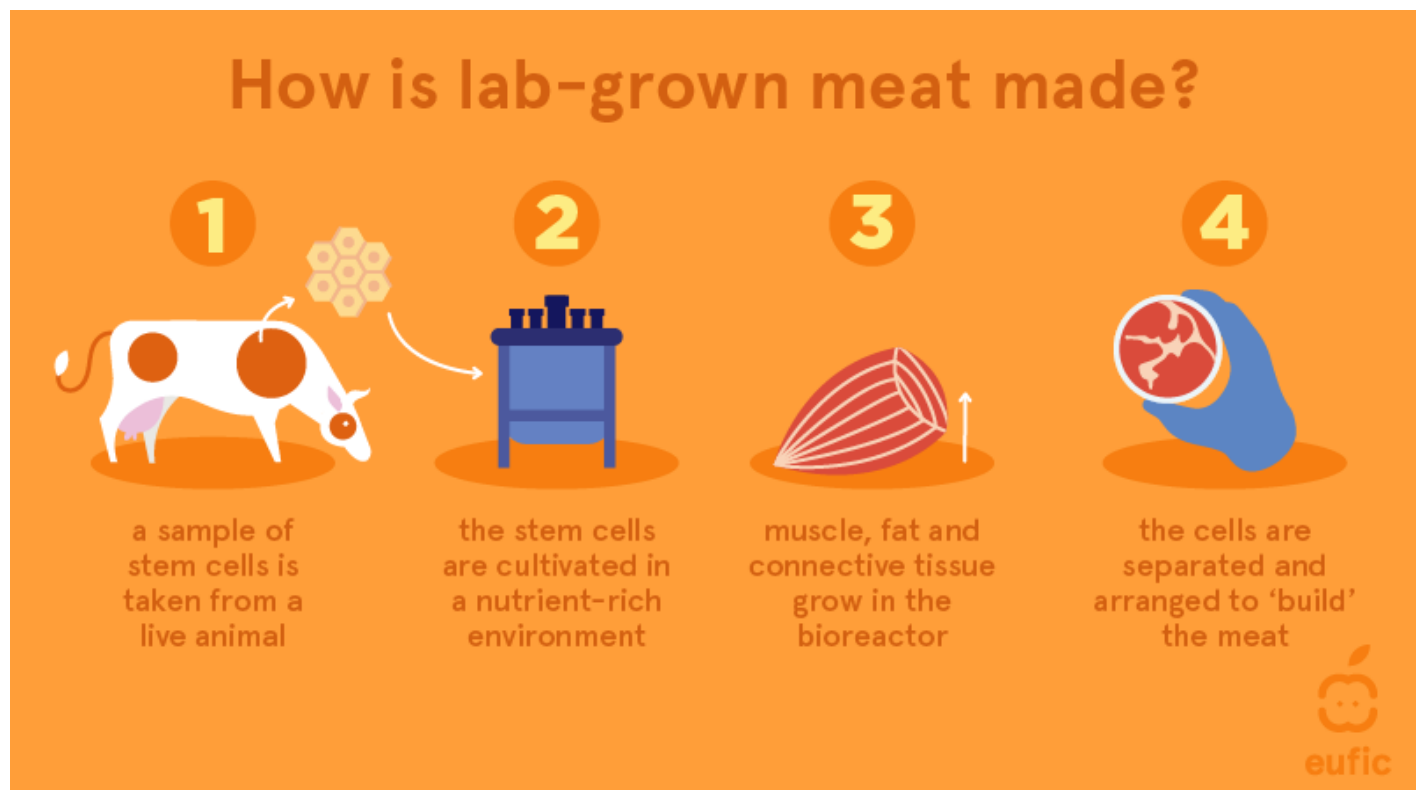 How is lab-grown meat made?
1
2
3
4
a sample of
stem cells is
taken from a
live animal
the stem cells
are cultivated in
a nutrient-rich
environment
muscle, fat and
connective tissue
grow in the
bioreactor
the cells are
separated and
arranged to ‘build’
the meat
eufic